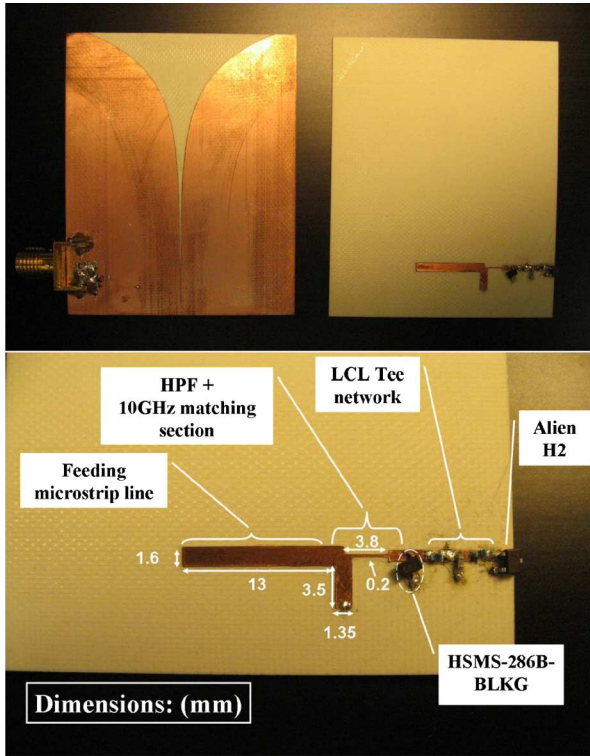 HPF +
10GHz matching
section
LCL Tee
network
Alien
H2
Feeding
microstrip line
3.8
1.6
13
3.5
0.2
1.35
HSMS-286B-
BLKG
Dimensions: (mm)